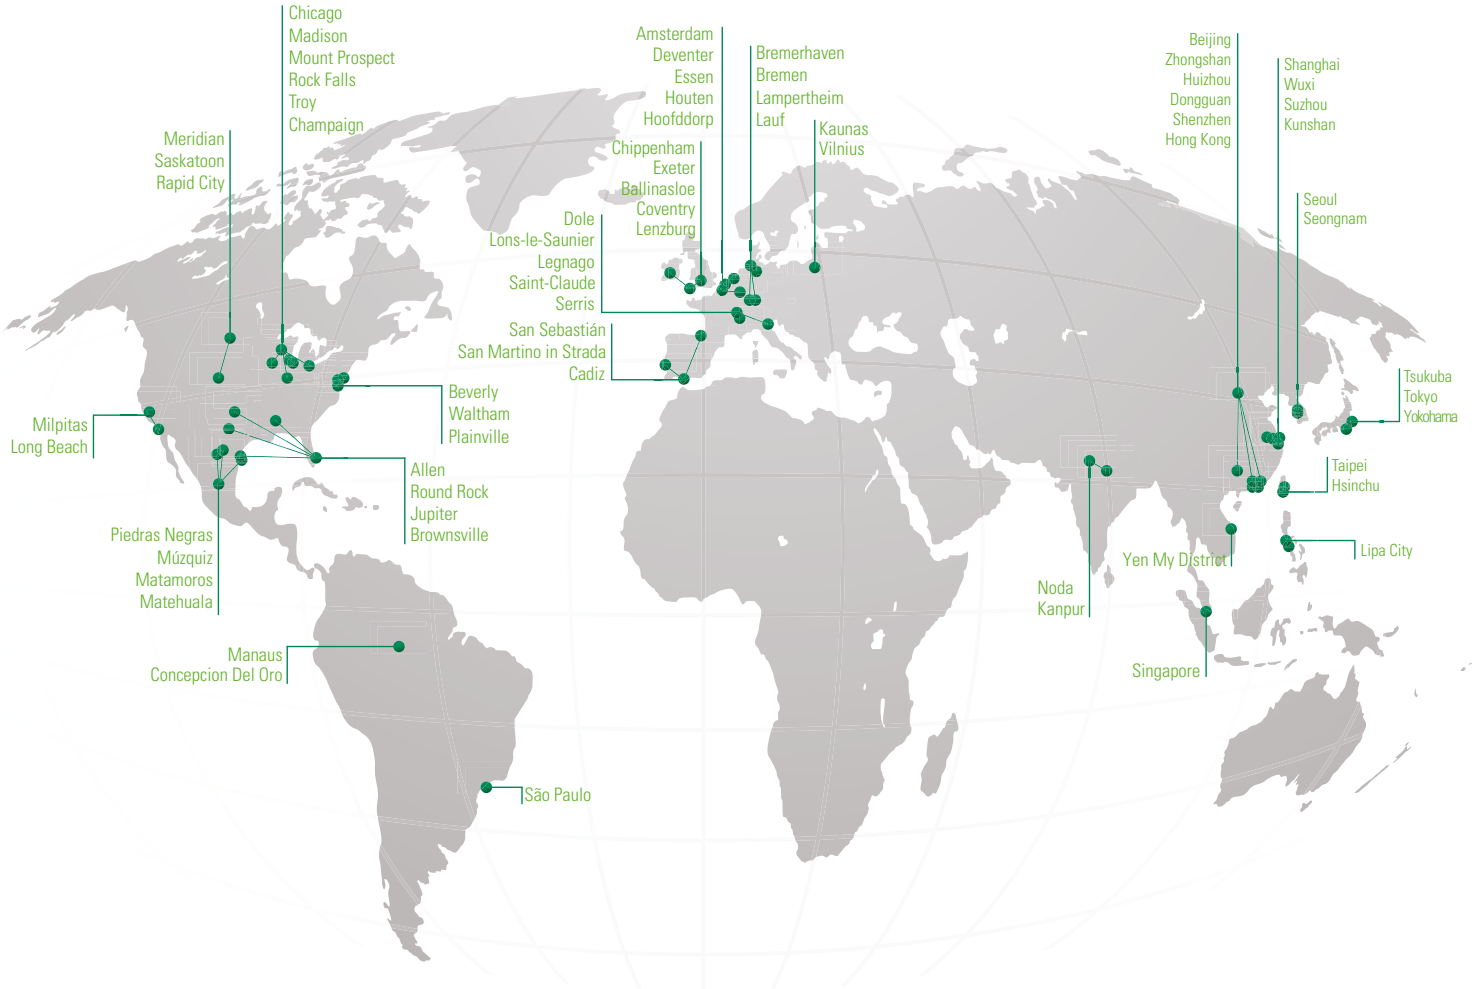 Chicago
Madison
Mount Prospect
Rock Falls
Troy
Champaign
Meridian
Saskatoon
Rapid City
Amsterdam
Deventer
Essen
Houten
Hoofddorp
Bremerhaven
Bremen
Lampertheim
Lauf
Kaunas
Vilnius
Chippenham
Exeter
Ballinasloe
Coventry
Lenzburg
Dole
Lons-le-Saunier
Legnago
Saint-Claude
Serris
San Sebastián
San Martino in Strada
Cadiz
Beijing
Zhongshan
Huizhou
Dongguan
Shenzhen
Hong Kong
Shanghai
Wuxi
Suzhou
Kunshan
Seoul
Seongnam
Tsukuba
Tokyo
Yokohama
Milpitas
Long Beach
Beverly
Waltham
Plainville
Allen
Round Rock
Jupiter
Brownsville
Piedras Negras
Múzquiz
Matamoros
Matehuala
Taipei
Hsinchu
Lipa City
Yen My District
Noda
Kanpur
Singapore
Manaus
Concepcion Del Oro
São Paulo